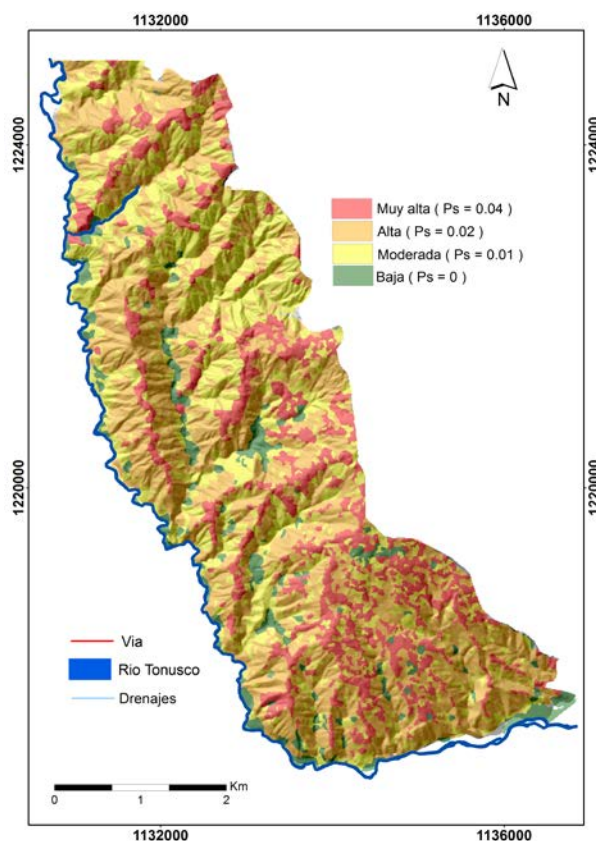 1132000 1136000
1224000 1224000
N
Muy alta ( Ps = 0.04 )
Alta ( Ps = 0.02 )
Moderada ( Ps = 0.01 )
Baja ( Ps = 0 )
1220000 1220000
Via
Rio Tonusco
Drenajes
Km
0 1 2
1132000 1136000